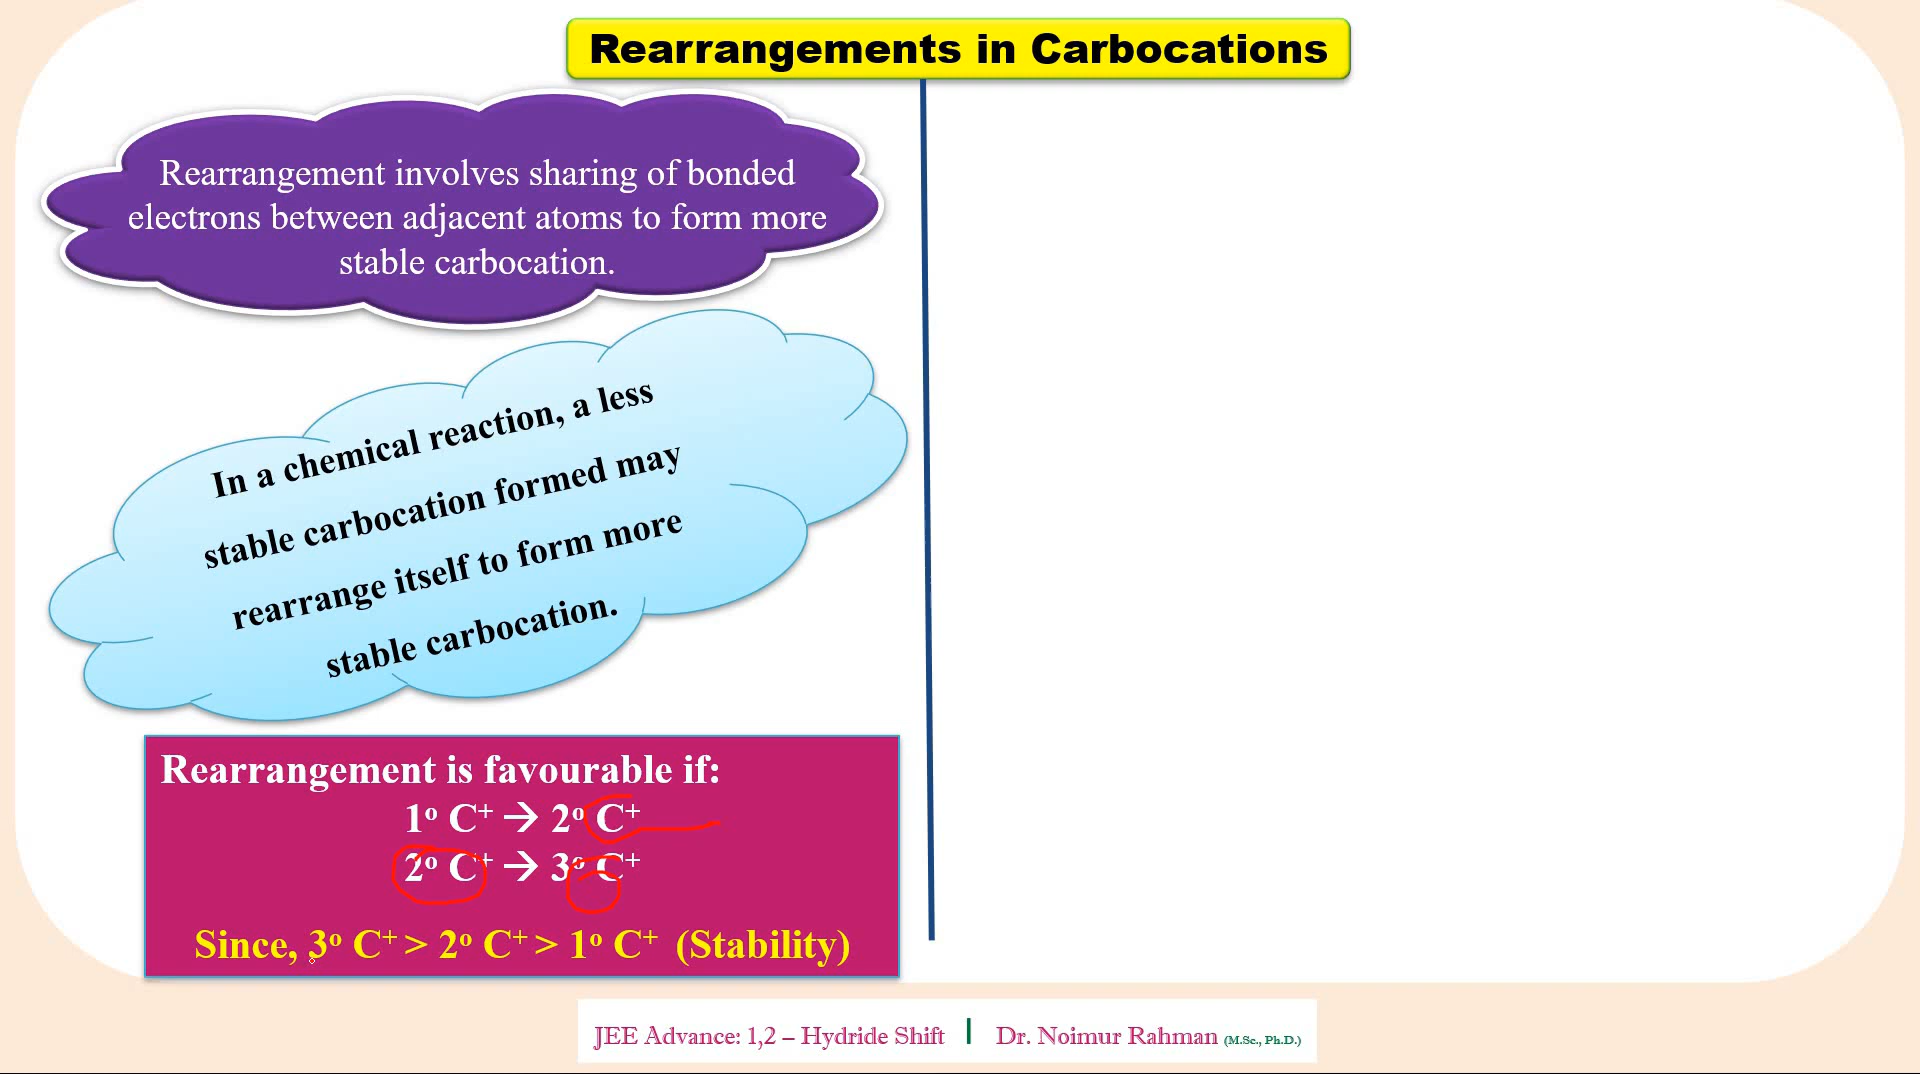 Rearrangements in Carbocations
Rearrangement involves sharing of bonded
electrons between adjacent atoms to form more
stable carbocation.
In a chemical reaction, a less
stable carbocation formed may
rearrange itself to form more
stable carbocation.
Rearrangement is favourable if:
1º C⁺ → 2º C⁺
2º C⁺ → 3º C⁺
Since, 3º C⁺ > 2º C⁺ > 1º C⁺ (Stability)
JEE Advance: 1,2 – Hydride Shift | Dr. Noimur Rahman (M.Sc., Ph.D.)